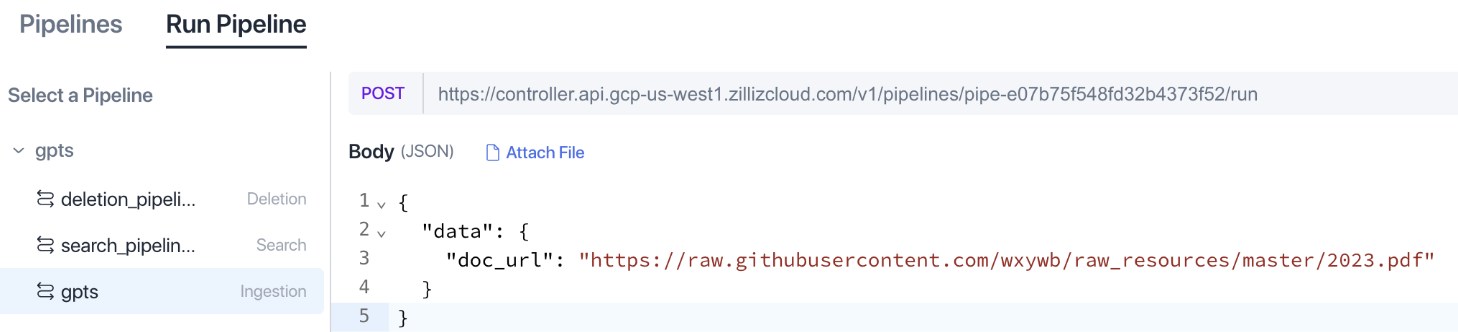 Pipelines Run Pipeline
Select a Pipeline
gpts
deletion_pipeli... Deletion
search_pipelin... Search
gpts Ingestion
POST https://controller.api.gcp-us-west1.zillizcloud.com/v1/pipelines/pipe-e07b75f548fd32b4373f52/run
Body (JSON) Attach File
1 {
2 "data": {
3 "doc_url": "https://raw.githubusercontent.com/wxywb/raw_resources/master/2023.pdf"
4 }
5 }